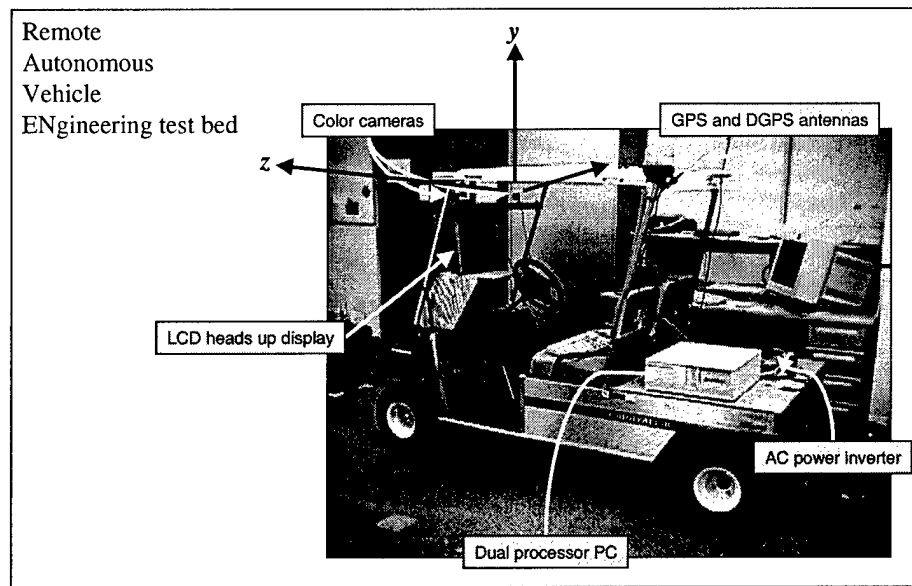 Remote
Autonomous
Vehicle
ENgineering test bed
y
Color cameras
GPS and DGPS antennas
z
LCD heads up display
AC power inverter
Dual processor PC